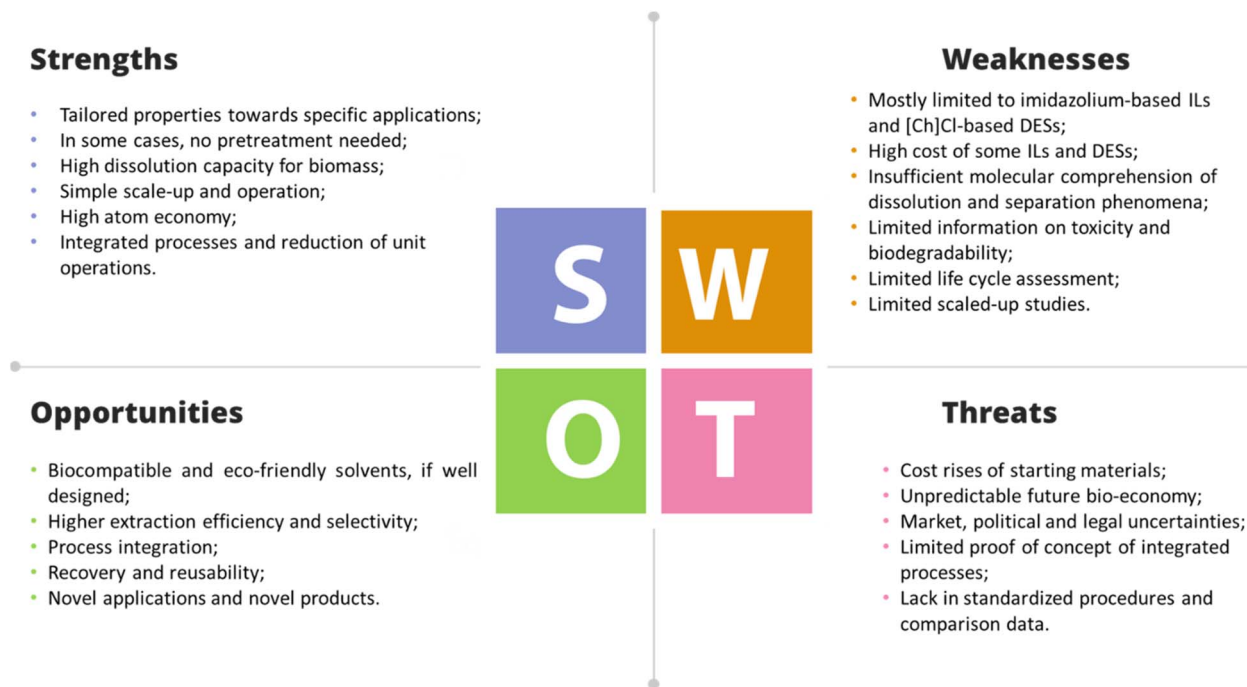 Strengths
• Tailored properties towards specific applications;
• In some cases, no pretreatment needed;
• High dissolution capacity for biomass;
• Simple scale-up and operation;
• High atom economy;
• Integrated processes and reduction of unit
operations.
Weaknesses
• Mostly limited to imidazolium-based ILs
and [Ch]Cl-based DESs;
• High cost of some ILs and DESs;
• Insufficient molecular comprehension of
dissolution and separation phenomena;
• Limited information on toxicity and
biodegradability;
• Limited life cycle assessment;
• Limited scaled-up studies.
S W
O T
Opportunities
• Biocompatible and eco-friendly solvents, if well
designed;
• Higher extraction efficiency and selectivity;
• Process integration;
• Recovery and reusability;
• Novel applications and novel products.
Threats
• Cost rises of starting materials;
• Unpredictable future bio-economy;
• Market, political and legal uncertainties;
• Limited proof of concept of integrated
processes;
• Lack in standardized procedures and
comparison data.